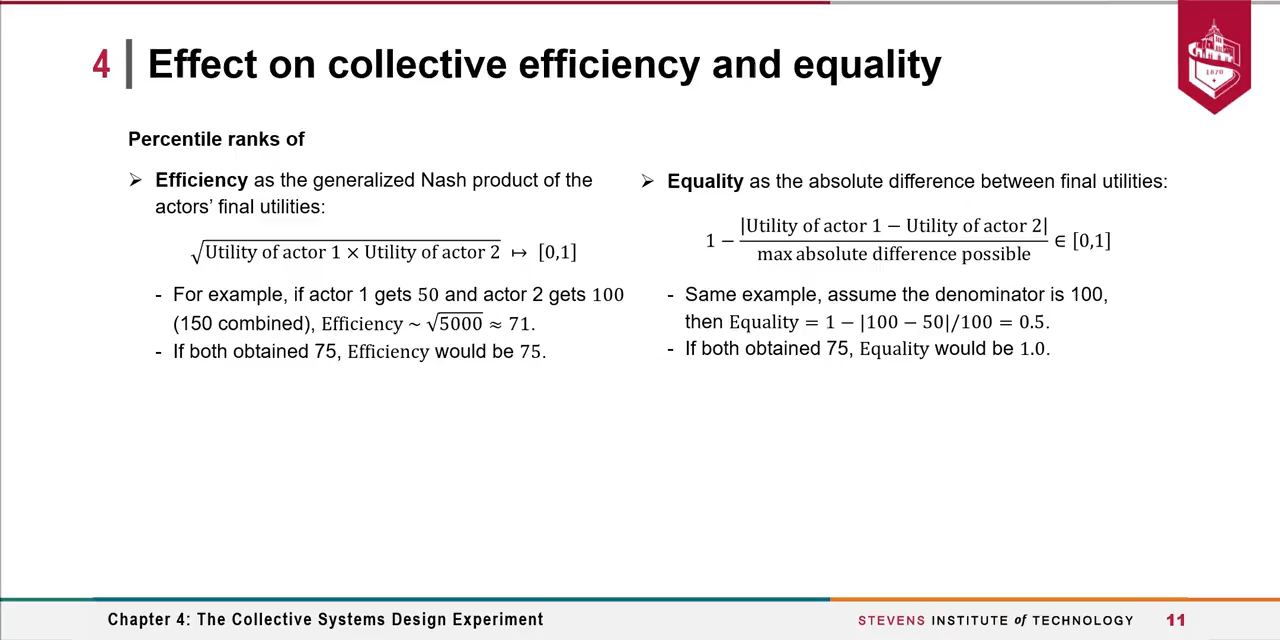 4 | Effect on collective efficiency and equality
1870
Percentile ranks of
➢ Efficiency as the generalized Nash product of the
actors' final utilities:
√(Utility of actor 1 × Utility of actor 2) ↦ [0,1]
- For example, if actor 1 gets 50 and actor 2 gets 100
(150 combined), Efficiency ~ √5000 ≈ 71.
- If both obtained 75, Efficiency would be 75.
➢ Equality as the absolute difference between final utilities:
|Utility of actor 1 − Utility of actor 2|
1 − ∈ [0,1]
max absolute difference possible
- Same example, assume the denominator is 100,
then Equality = 1 − |100 − 50|/100 = 0.5.
- If both obtained 75, Equality would be 1.0.
Chapter 4: The Collective Systems Design Experiment
STEVENS INSTITUTE of TECHNOLOGY 11